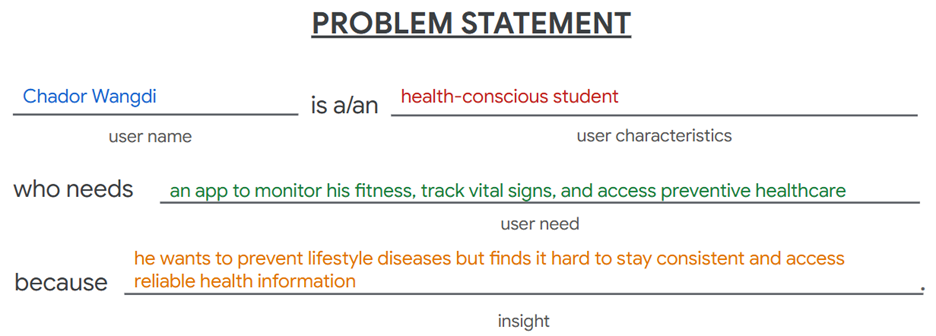 PROBLEM STATEMENT
Chador Wangdi is a/an health-conscious student
user name user characteristics
who needs an app to monitor his fitness, track vital signs, and access preventive healthcare
user need
he wants to prevent lifestyle diseases but finds it hard to stay consistent and access
because reliable health information.
insight